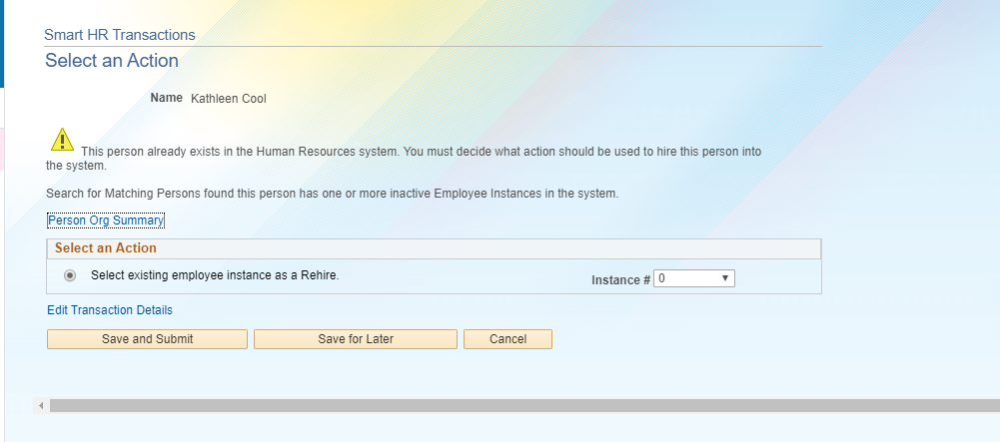 Smart HR Transactions
Select an Action
Name Kathleen Cool
This person already exists in the Human Resources system. You must decide what action should be used to hire this person into
the system.
Search for Matching Persons found this person has one or more inactive Employee Instances in the system.
Person Org Summary
Select an Action
Select existing employee instance as a Rehire. Instance # 0
Edit Transaction Details
Save and Submit Save for Later Cancel